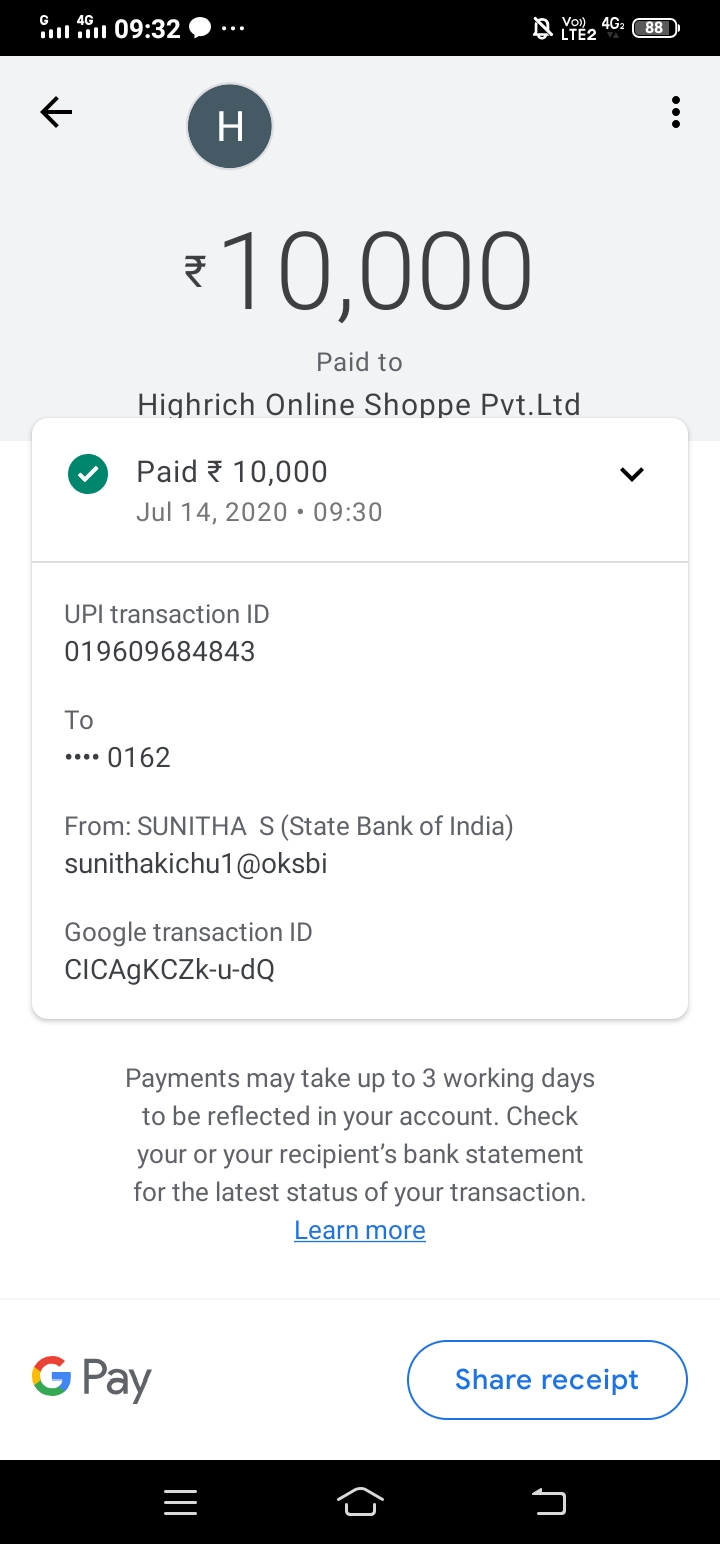 G 4G 09:32
Vo)) LTE2 4G2 88
H
₹10,000
Paid to
Highrich Online Shoppe Pvt.Ltd
Paid ₹ 10,000
Jul 14, 2020 • 09:30
UPI transaction ID
019609684843
To
•••• 0162
From: SUNITHA  S (State Bank of India)
sunithakichu1@oksbi
Google transaction ID
CICAgKCZk-u-dQ
Payments may take up to 3 working days
to be reflected in your account. Check
your or your recipient’s bank statement
for the latest status of your transaction.
Learn more
G Pay
Share receipt